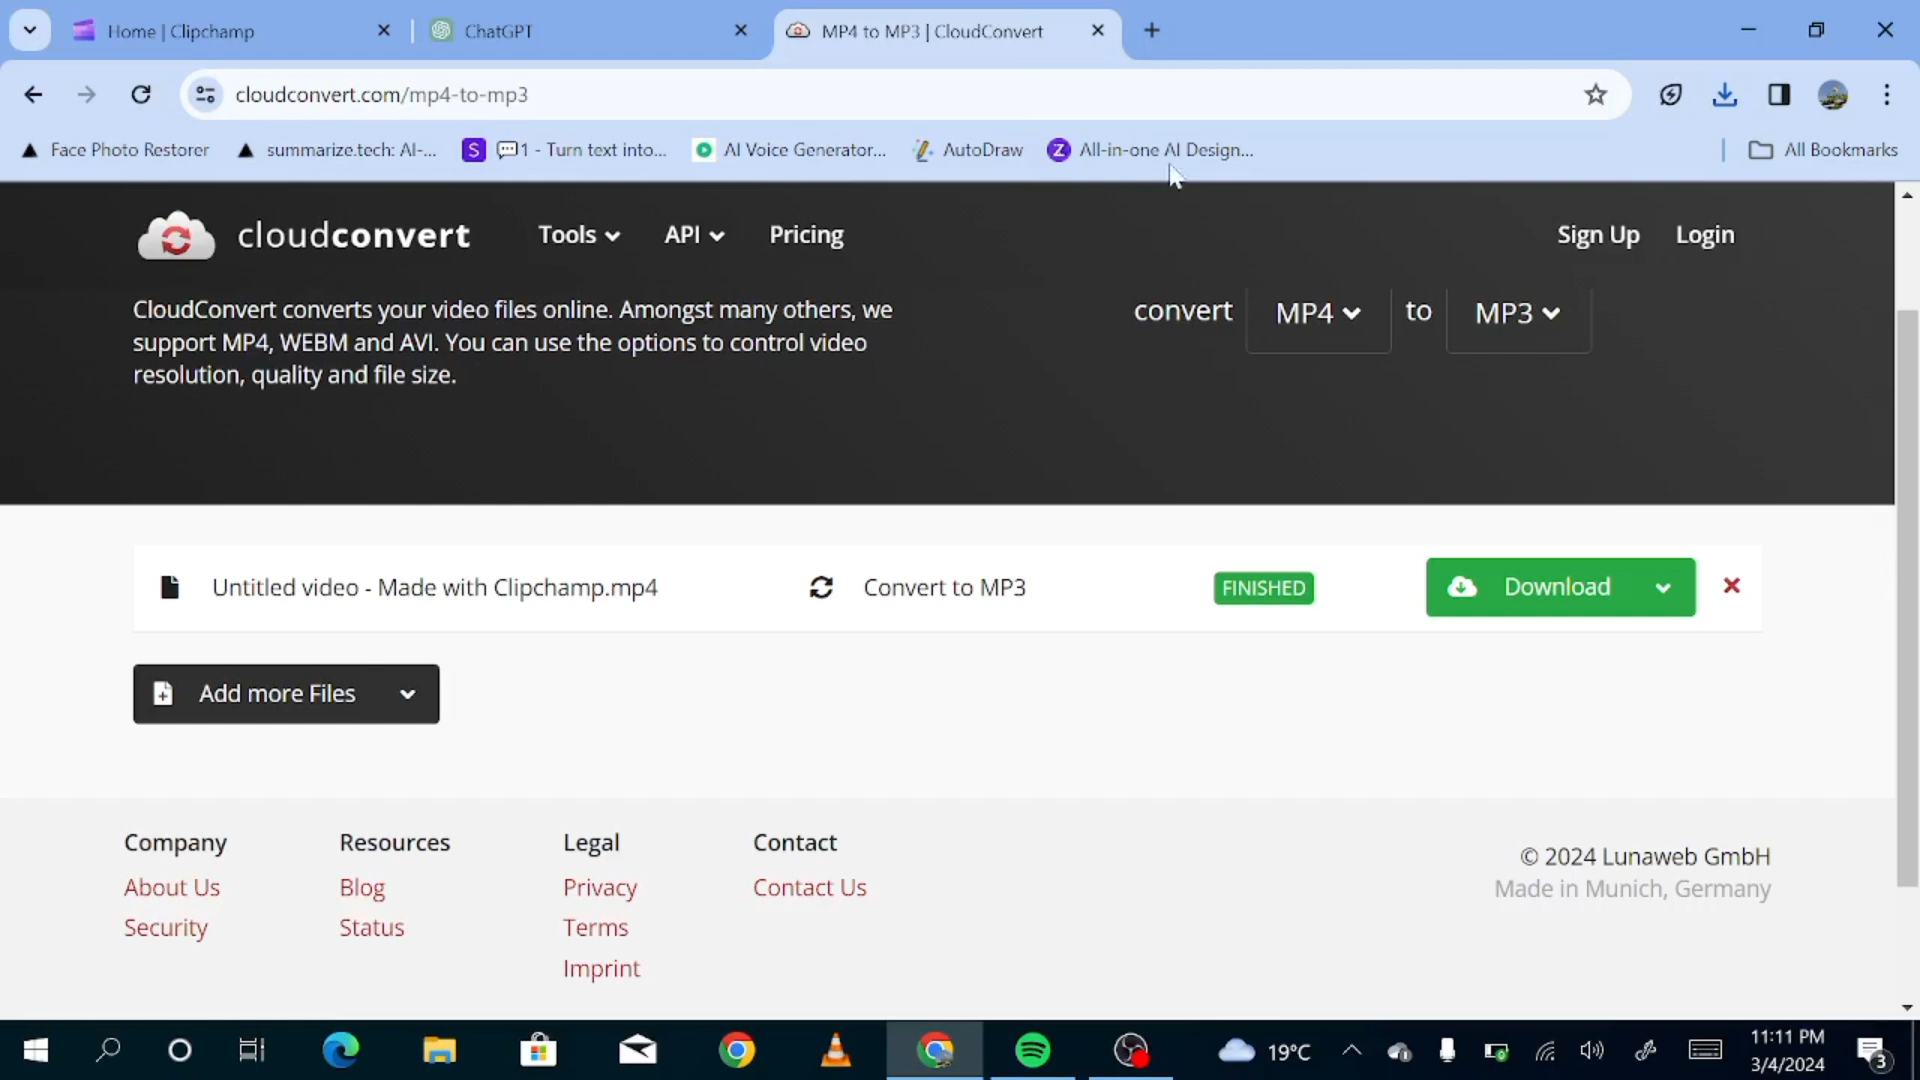 Home | Clipchamp
ChatGPT
MP4 to MP3 | CloudConvert
cloudconvert.com/mp4-to-mp3
Face Photo Restorer
summarize.tech: AI-...
1 - Turn text into...
AI Voice Generator...
AutoDraw
All-in-one AI Design...
All Bookmarks
cloudconvert
Tools
API
Pricing
Sign Up
Login
CloudConvert converts your video files online. Amongst many others, we
support MP4, WEBM and AVI. You can use the options to control video
resolution, quality and file size.
convert
MP4
to
MP3
Untitled video - Made with Clipchamp.mp4
Convert to MP3
FINISHED
Download
Add more Files
Company
Resources
Legal
Contact
About Us
Blog
Privacy
Contact Us
Security
Status
Terms
Imprint
© 2024 Lunaweb GmbH
Made in Munich, Germany
19°C
11:11 PM
3/4/2024
3